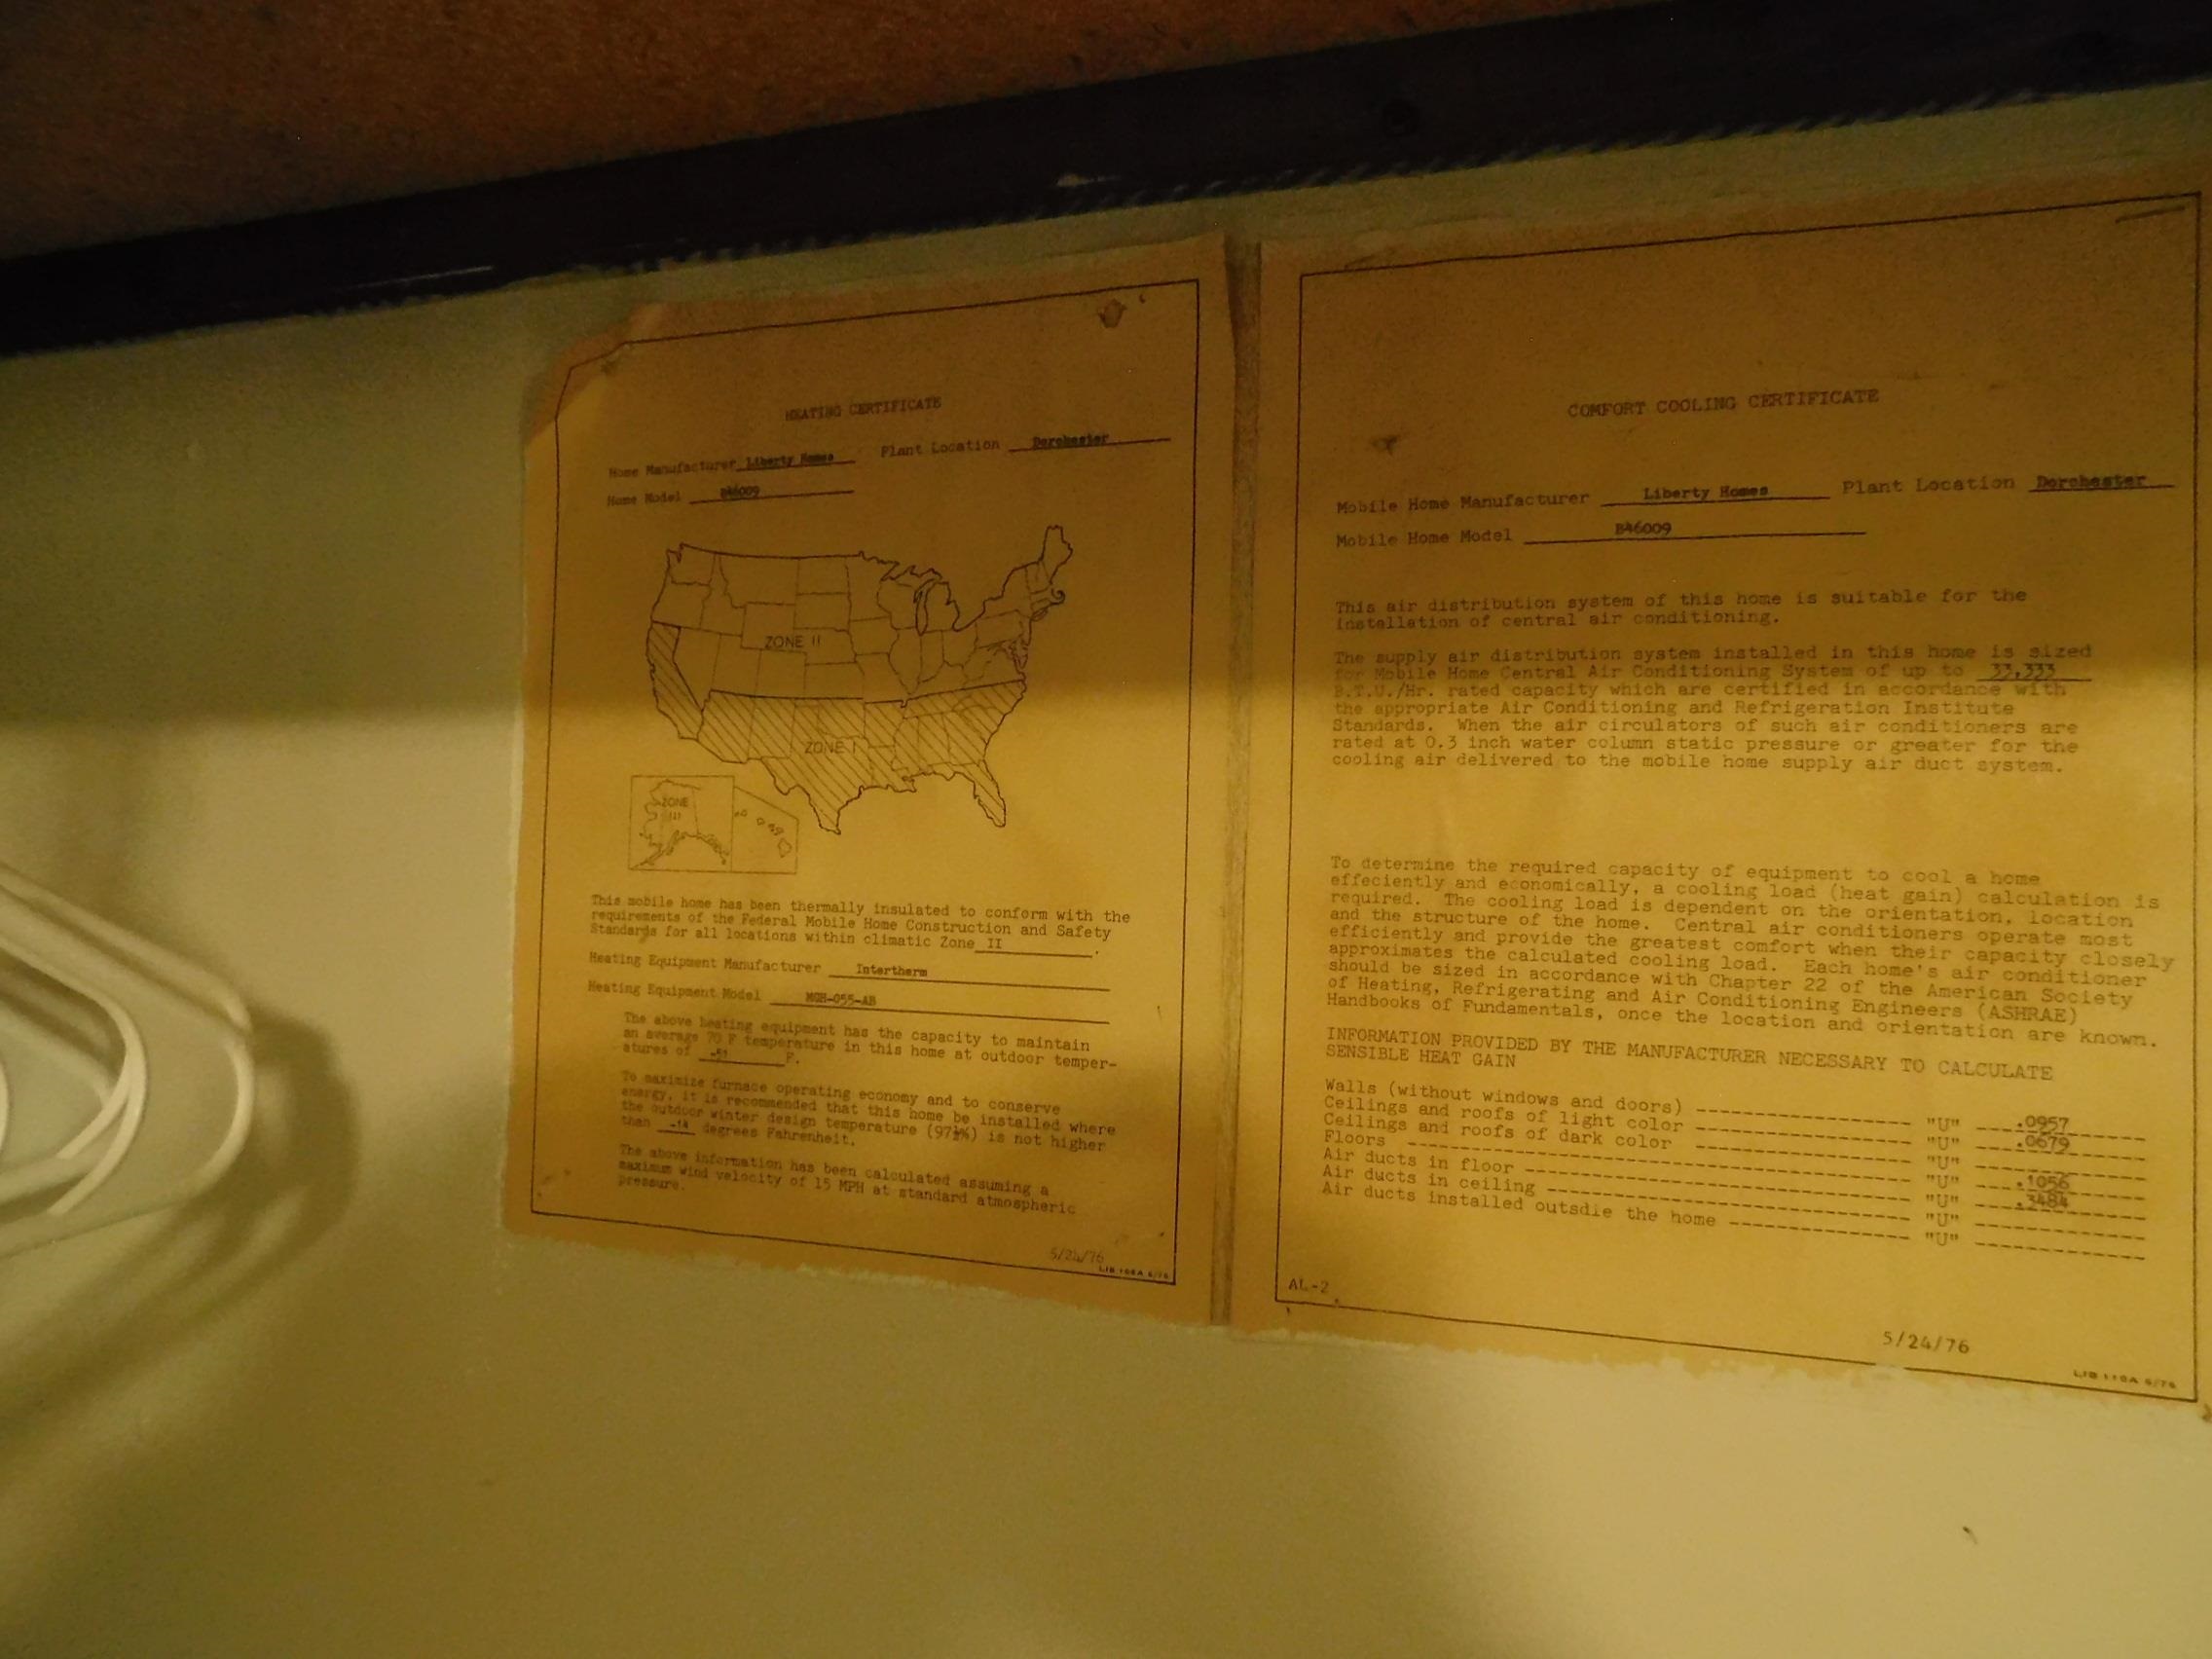 HEATING CERTIFICATE
Home Manufacturer Liberty Homes Plant Location Dorchester
Home Model B46009
ZONE II
ZONE I
ZONE
III
This mobile home has been thermally insulated to conform with the
requirements of the Federal Mobile Home Construction and Safety
Standards for all locations within climatic Zone II .
Heating Equipment Manufacturer Intertherm
Heating Equipment Model MGH-055-AB
The above heating equipment has the capacity to maintain
an average 70 F temperature in this home at outdoor temper-
atures of F.
To maximize furnace operating economy and to conserve
energy, it is recommended that this home be installed where
the outdoor winter design temperature (97½%) is not higher
than degrees Fahrenheit.
The above information has been calculated assuming a
maximum wind velocity of 15 MPH at standard atmospheric
pressure.
5/24/76
COMFORT COOLING CERTIFICATE
Mobile Home Manufacturer Liberty Homes Plant Location Dorchester
Mobile Home Model B46009
This air distribution system of this home is suitable for the
installation of central air conditioning.
The supply air distribution system installed in this home is sized
for Mobile Home Central Air Conditioning System of up to 33,333
B.T.U./Hr. rated capacity which are certified in accordance with
the appropriate Air Conditioning and Refrigeration Institute
Standards. When the air circulators of such air conditioners are
rated at 0.3 inch water column static pressure or greater for the
cooling air delivered to the mobile home supply air duct system.
To determine the required capacity of equipment to cool a home
effeciently and economically, a cooling load (heat gain) calculation is
required. The cooling load is dependent on the orientation, location
and the structure of the home. Central air conditioners operate most
efficiently and provide the greatest comfort when their capacity closely
approximates the calculated cooling load. Each home's air conditioner
should be sized in accordance with Chapter 22 of the American Society
of Heating, Refrigerating and Air Conditioning Engineers (ASHRAE)
Handbooks of Fundamentals, once the location and orientation are known.
INFORMATION PROVIDED BY THE MANUFACTURER NECESSARY TO CALCULATE
SENSIBLE HEAT GAIN
Walls (without windows and doors) "U" .0957
Ceilings and roofs of light color "U" .0679
Ceilings and roofs of dark color "U"
Floors "U" .1056
Air ducts in floor "U" .3484
Air ducts in ceiling "U"
Air ducts installed outsdie the home "U"
AL-2
5/24/76
LIB 110A 6/76